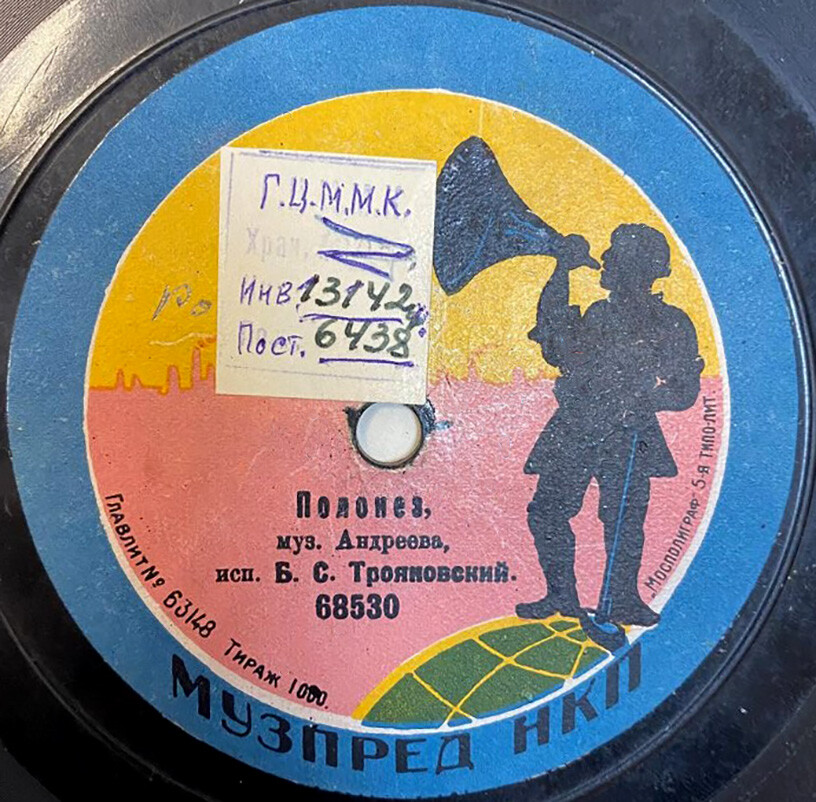 Г.Ц.М.М.К.
Инв. 13142
Пост. 6438
Полонез,
муз. Андреева,
исп. Б. С. Трояновский.
68530
Главлит № 63148 Тираж 1000.
„Мосполиграф" 5-я типо-лит
МУЗПРЕД НКП